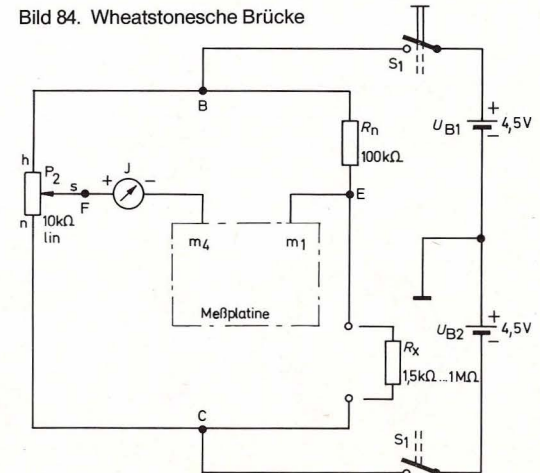 Bild 84. Wheatstonesche Brücke
S1
B
+
UB1 4,5V
−
Rn
100kΩ
h
P2
J
s + −
F
E
n 10kΩ
lin
m4 m1
Meßplatine
+
UB2 4,5V
−
Rx
1,5kΩ...1MΩ
C
S1